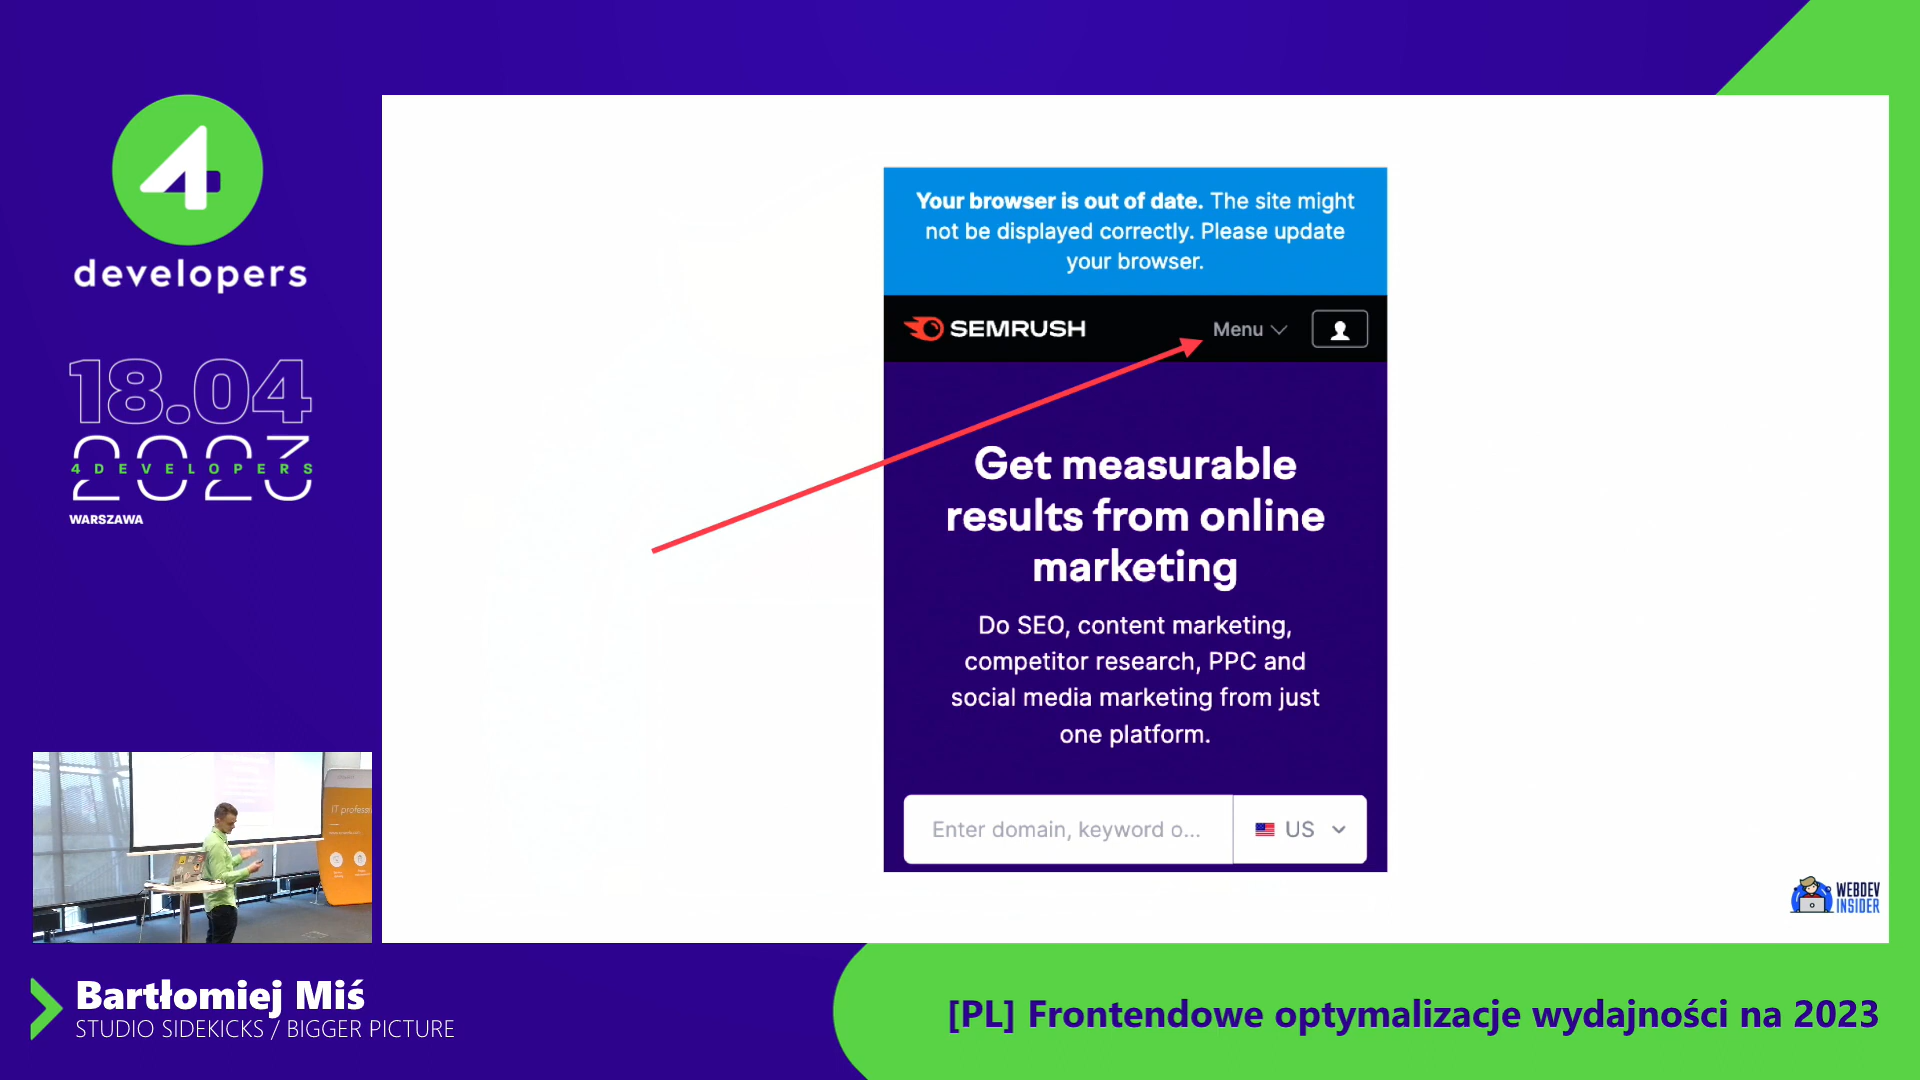 4
developers
18.04
2023
4DEVELOPERS
WARSZAWA
Your browser is out of date. The site might
not be displayed correctly. Please update
your browser.
SEMRUSH
Menu
Get measurable
results from online
marketing
Do SEO, content marketing,
competitor research, PPC and
social media marketing from just
one platform.
Enter domain, keyword o...
US
WEBDEV
INSIDER
IT professi
Bartłomiej Miś
STUDIO SIDEKICKS / BIGGER PICTURE
[PL] Frontendowe optymalizacje wydajności na 2023